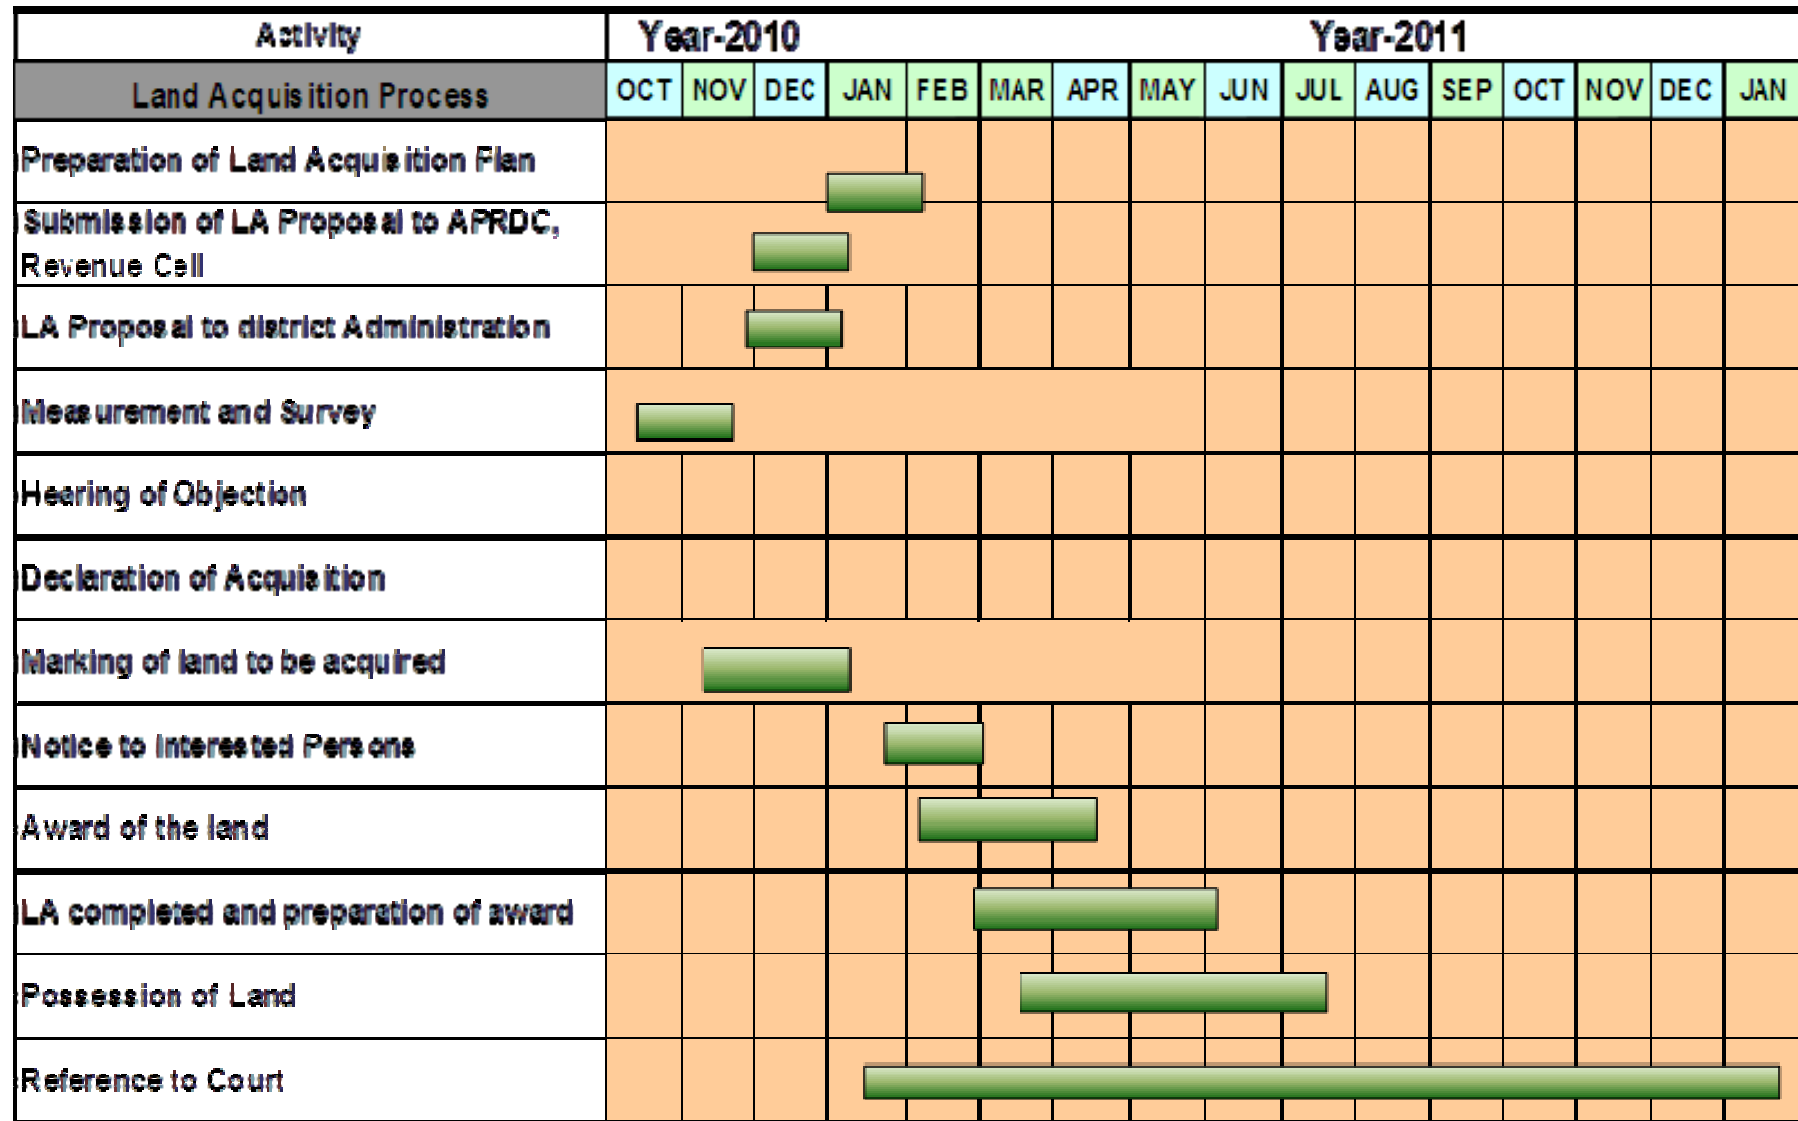 Activity Year-2010 Year-2011
Land Acquisition Process OCT NOV DEC JAN FEB MAR APR MAY JUN JUL AUG SEP OCT NOV DEC JAN
Preparation of Land Acquisition Plan
Submission of LA Proposal to APRDC,
Revenue Cell
LA Proposal to district Administration
Measurement and Survey
Hearing of Objection
Declaration of Acquisition
Marking of land to be acquired
Notice to Interested Persons
Award of the land
LA completed and preparation of award
Possession of Land
Reference to Court